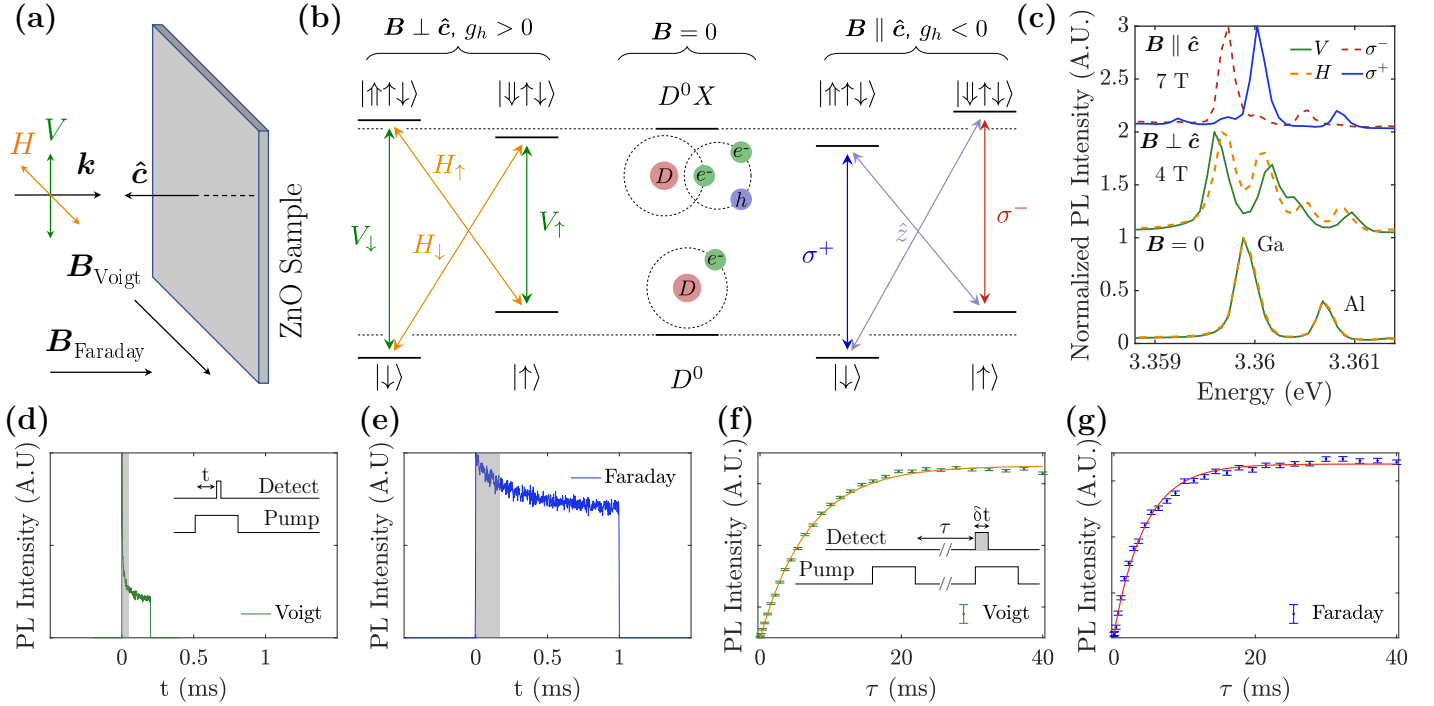 (a)
V
H
k
ĉ
B_Voigt
B_Faraday
ZnO Sample
(b)
B ⊥ ĉ, g_h > 0
B = 0
B ∥ ĉ, g_h < 0
|⇑↑↓⟩
|⇓↑↓⟩
D⁰X
|⇑↑↓⟩
|⇓↑↓⟩
H↑
V↓
H↓
V↑
D
e-
e-
h
D
e-
σ⁺
ẑ
σ⁻
|↓⟩
|↑⟩
D⁰
|↓⟩
|↑⟩
(c)
Normalized PL Intensity (A.U.)
3
2.5
2
1.5
1
0.5
0
B ∥ ĉ
7 T
V
σ⁻
H
σ⁺
B ⊥ ĉ
4 T
B = 0
Ga
Al
3.359
3.36
3.361
Energy (eV)
(d)
PL Intensity (A.U)
t
Detect
Pump
Voigt
0
1
t (ms)
(e)
PL Intensity (A.U)
Faraday
0
0.5
1
t (ms)
(f)
PL Intensity (A.U.)
τ
δt
Detect
//
Pump
//
Voigt
0
20
40
τ (ms)
(g)
PL Intensity (A.U.)
Faraday
0
20
40
τ (ms)